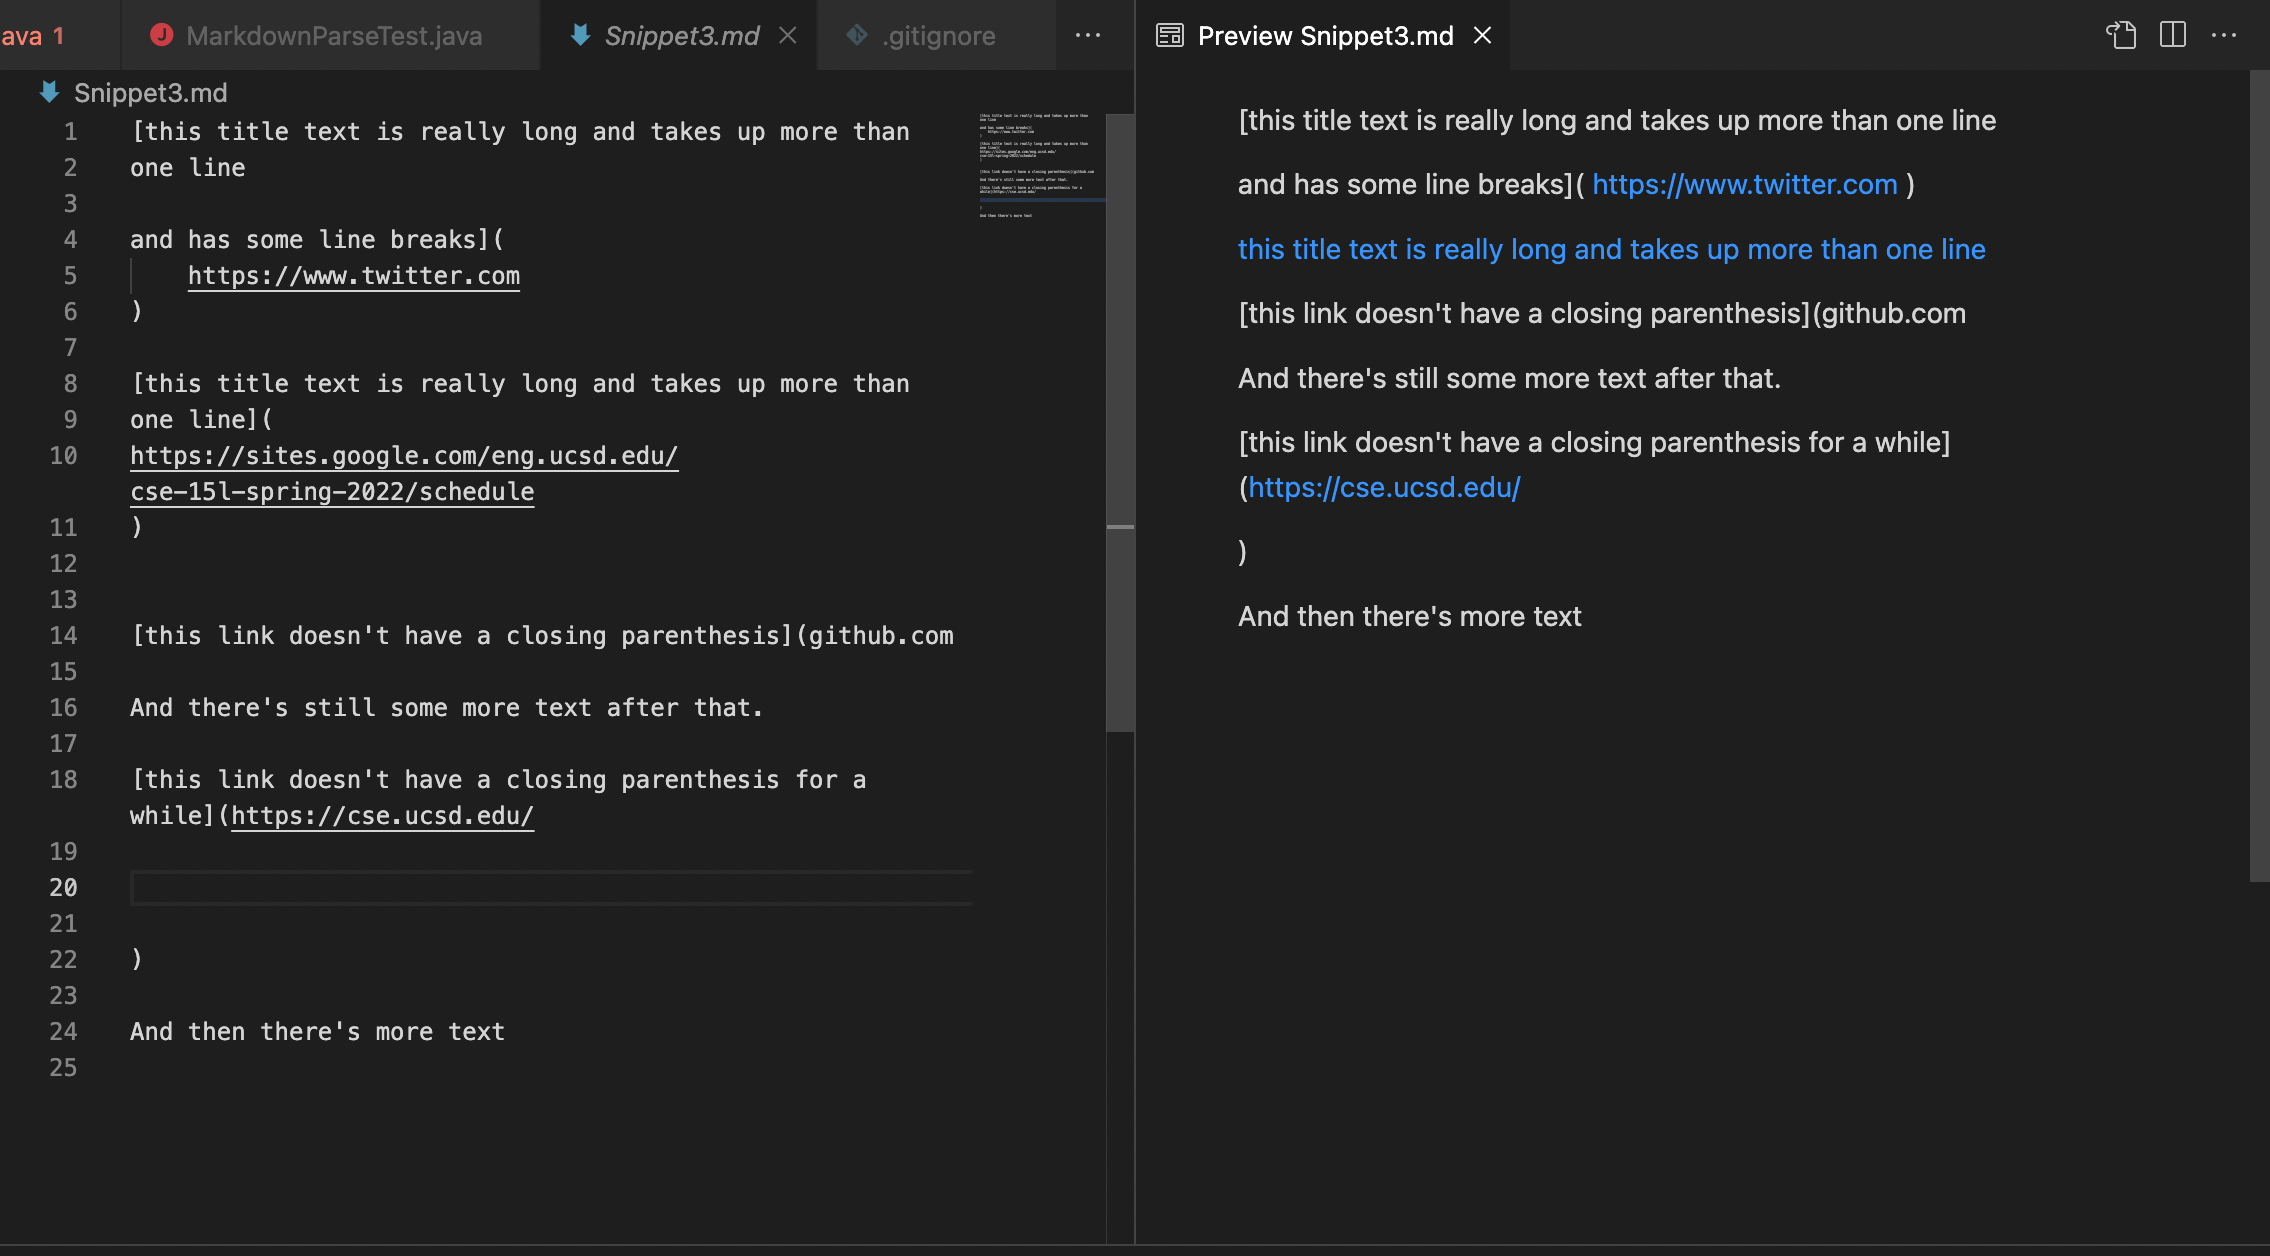 ava 1
MarkdownParseTest.java
Snippet3.md
.gitignore
Snippet3.md
1 [this title text is really long and takes up more than
2 one line
3
4 and has some line breaks](
5 https://www.twitter.com
6 )
7
8 [this title text is really long and takes up more than
9 one line](
10 https://sites.google.com/eng.ucsd.edu/
cse-15l-spring-2022/schedule
11 )
12
13
14 [this link doesn't have a closing parenthesis](github.com
15
16 And there's still some more text after that.
17
18 [this link doesn't have a closing parenthesis for a
while](https://cse.ucsd.edu/
19
20
21
22 )
23
24 And then there's more text
25
Preview Snippet3.md
[this title text is really long and takes up more than one line
and has some line breaks]( https://www.twitter.com )
this title text is really long and takes up more than one line
[this link doesn't have a closing parenthesis](github.com
And there's still some more text after that.
[this link doesn't have a closing parenthesis for a while]
(https://cse.ucsd.edu/
)
And then there's more text